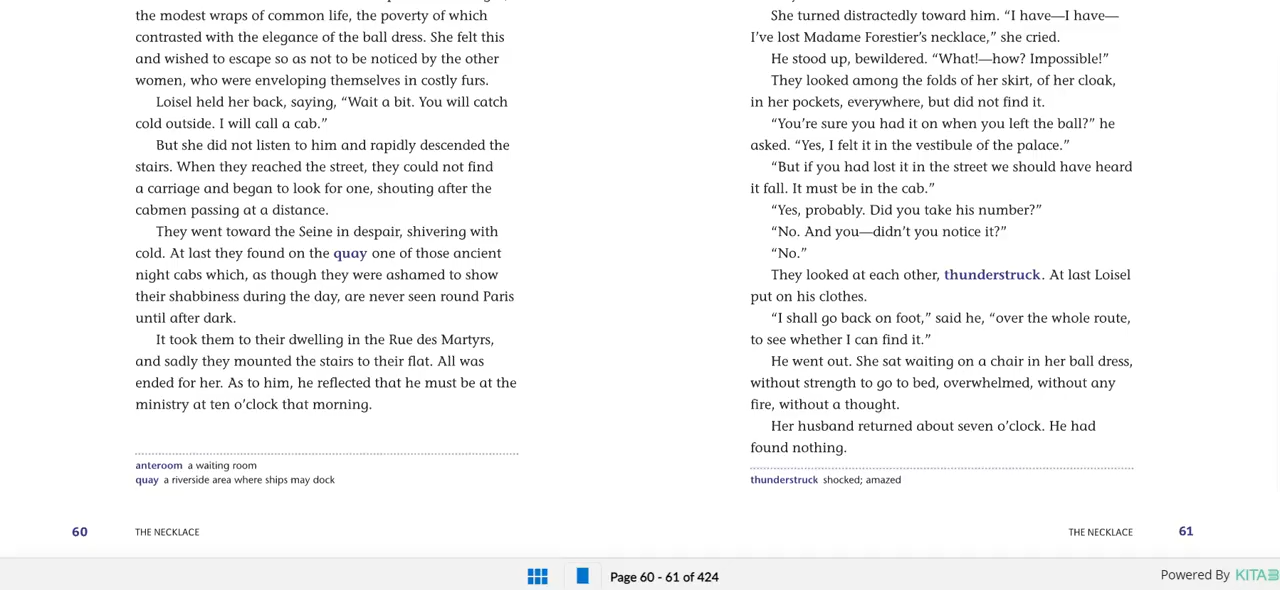 the modest wraps of common life, the poverty of which
contrasted with the elegance of the ball dress. She felt this
and wished to escape so as not to be noticed by the other
women, who were enveloping themselves in costly furs.
Loisel held her back, saying, “Wait a bit. You will catch
cold outside. I will call a cab.”
But she did not listen to him and rapidly descended the
stairs. When they reached the street, they could not find
a carriage and began to look for one, shouting after the
cabmen passing at a distance.
They went toward the Seine in despair, shivering with
cold. At last they found on the quay one of those ancient
night cabs which, as though they were ashamed to show
their shabbiness during the day, are never seen round Paris
until after dark.
It took them to their dwelling in the Rue des Martyrs,
and sadly they mounted the stairs to their flat. All was
ended for her. As to him, he reflected that he must be at the
ministry at ten o’clock that morning.
anteroom a waiting room
quay a riverside area where ships may dock
60 THE NECKLACE
She turned distractedly toward him. “I have—I have—
I’ve lost Madame Forestier’s necklace,” she cried.
He stood up, bewildered. “What!—how? Impossible!”
They looked among the folds of her skirt, of her cloak,
in her pockets, everywhere, but did not find it.
“You’re sure you had it on when you left the ball?” he
asked. “Yes, I felt it in the vestibule of the palace.”
“But if you had lost it in the street we should have heard
it fall. It must be in the cab.”
“Yes, probably. Did you take his number?”
“No. And you—didn’t you notice it?”
“No.”
They looked at each other, thunderstruck. At last Loisel
put on his clothes.
“I shall go back on foot,” said he, “over the whole route,
to see whether I can find it.”
He went out. She sat waiting on a chair in her ball dress,
without strength to go to bed, overwhelmed, without any
fire, without a thought.
Her husband returned about seven o’clock. He had
found nothing.
thunderstruck shocked; amazed
THE NECKLACE 61
Page 60 - 61 of 424
Powered By KITAB